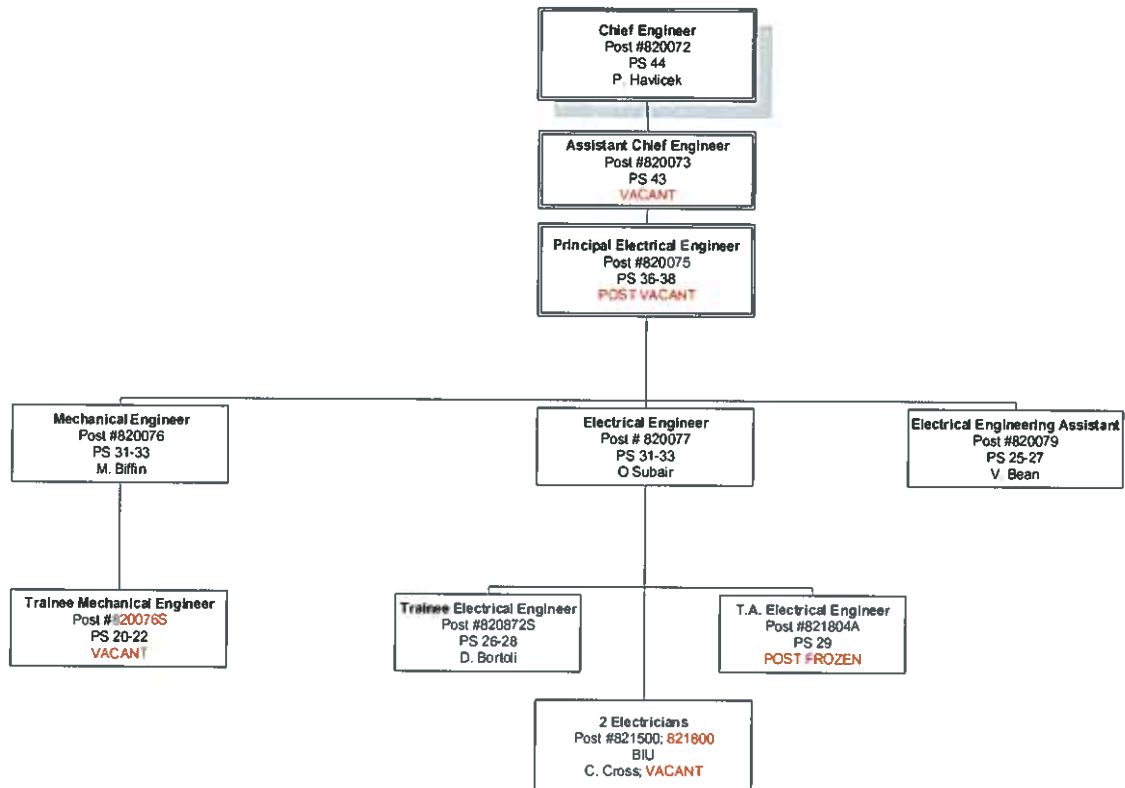 Chief Engineer
Post #820072
PS 44
P. Havlicek
Assistant Chief Engineer
Post #820073
PS 43
VACANT
Principal Electrical Engineer
Post #820075
PS 36-38
POST VACANT
Mechanical Engineer
Post #820076
PS 31-33
M. Biffin
Electrical Engineer
Post # 820077
PS 31-33
O Subair
Electrical Engineering Assistant
Post #820079
PS 25-27
V. Bean
Trainee Mechanical Engineer
Post #820076S
PS 20-22
VACANT
Trainee Electrical Engineer
Post #820872S
PS 26-28
D. Bortoli
T.A. Electrical Engineer
Post #821804A
PS 29
POST FROZEN
2 Electricians
Post #821500; 821600
BIU
C. Cross; VACANT